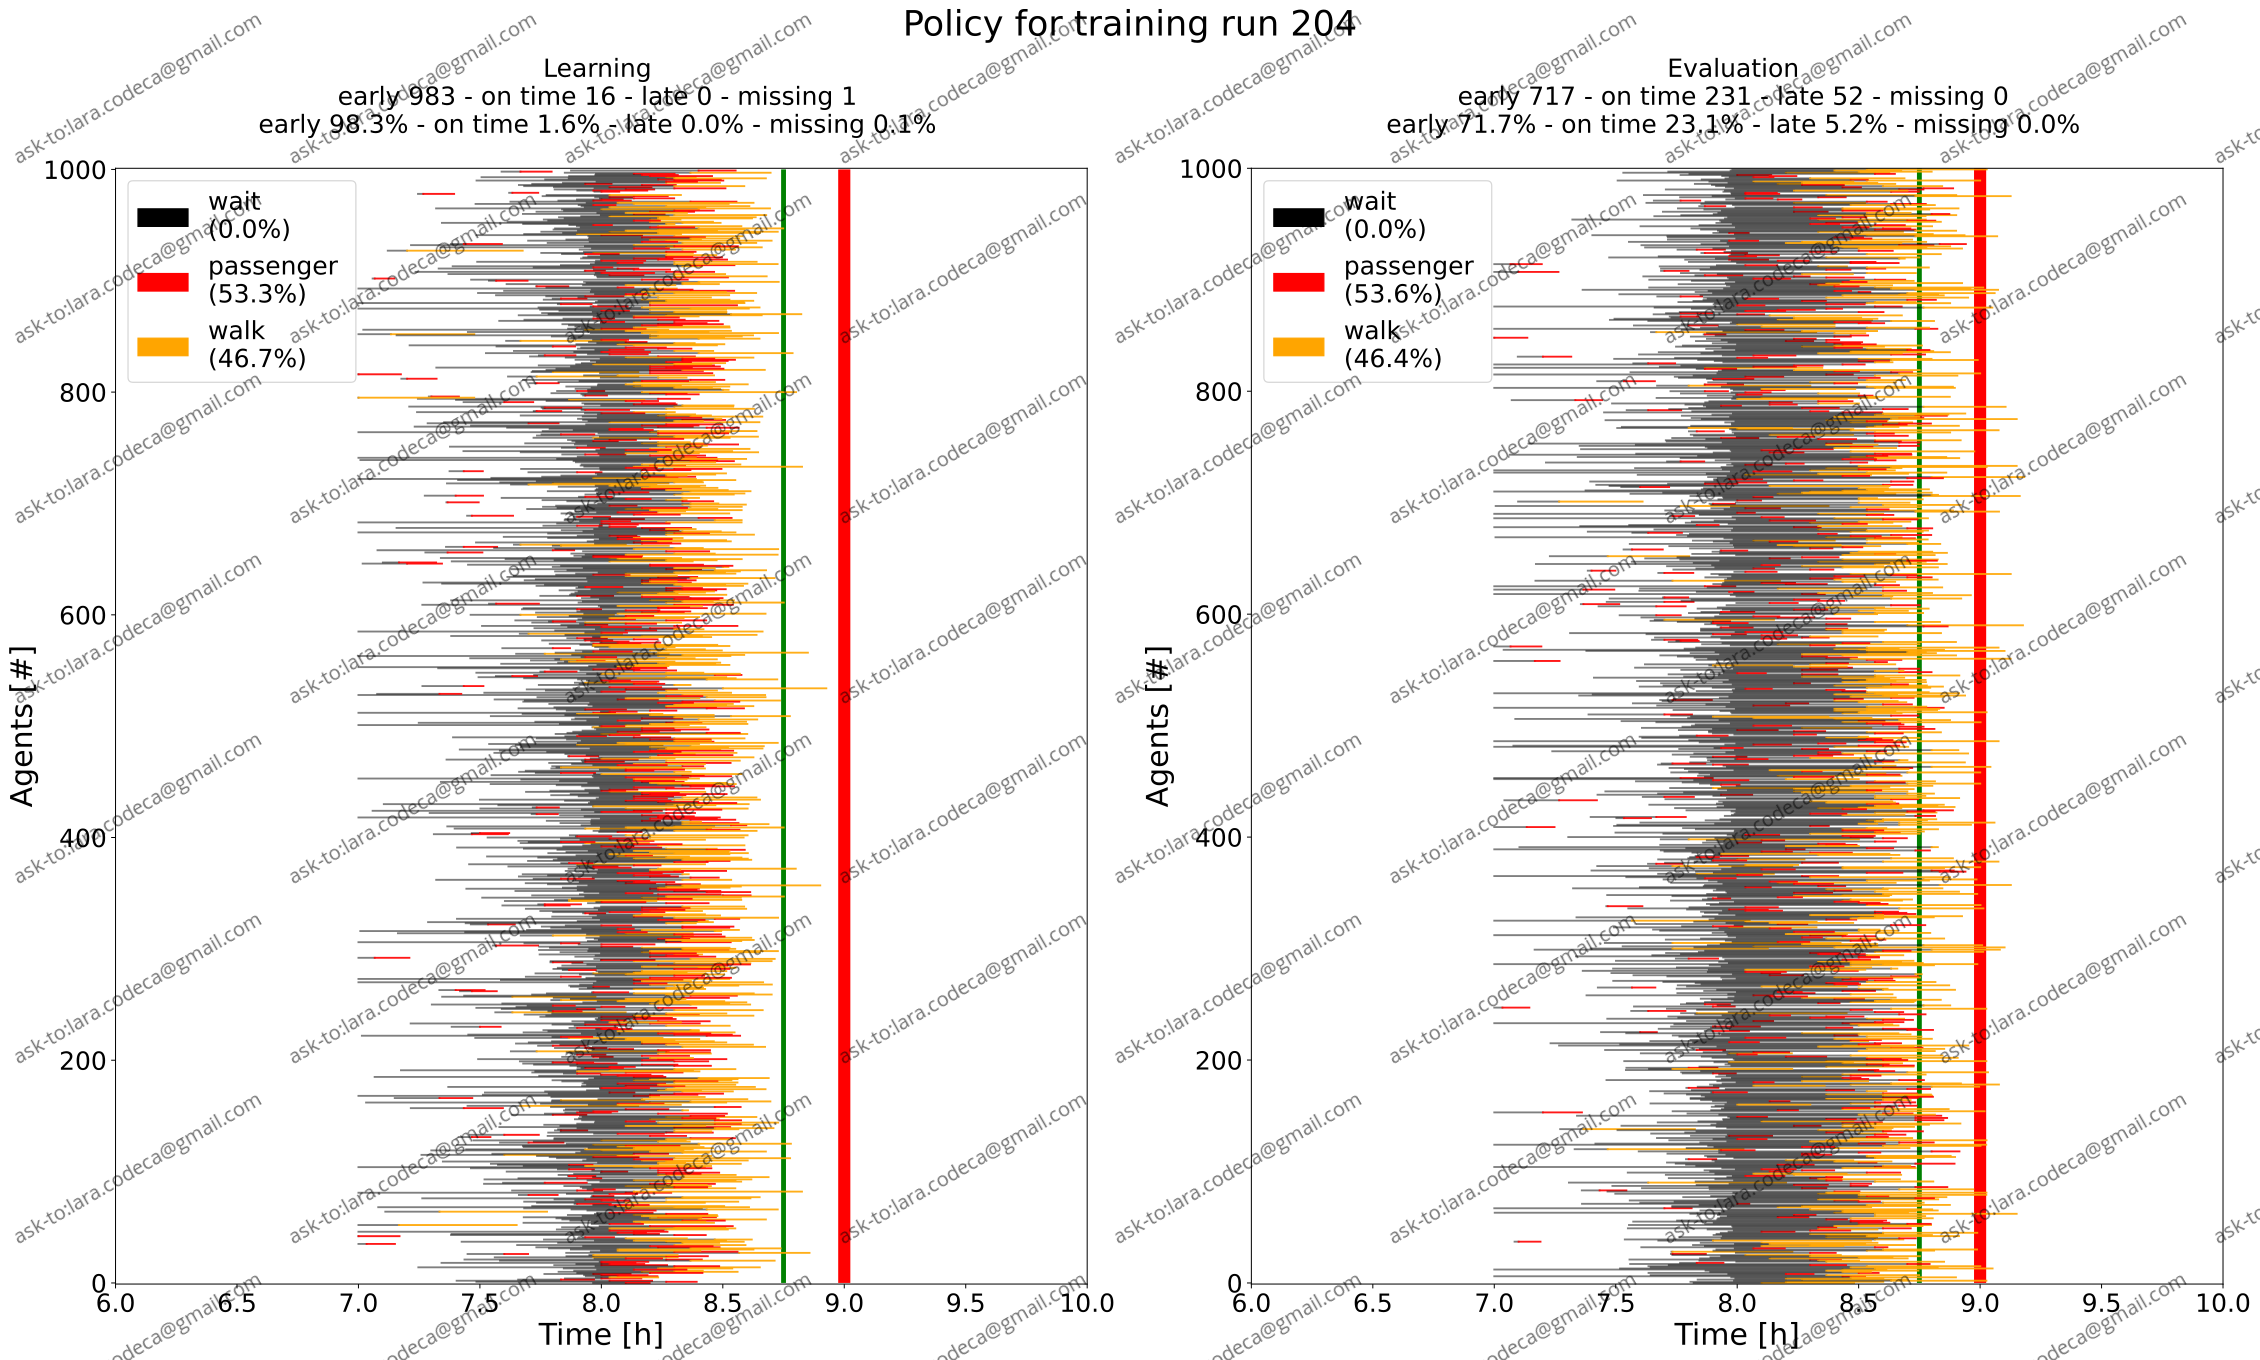 Policy for training run 204
Learning
early 983 - on time 16 - late 0 - missing 1
early 98.3% - on time 1.6% - late 0.0% - missing 0.1%
wait
(0.0%)
passenger
(53.3%)
walk
(46.7%)
1000
800
600
400
200
0
Agents [#]
6.0 6.5 7.0 7.5 8.0 8.5 9.0 9.5 10.0
Time [h]
Evaluation
early 717 - on time 231 - late 52 - missing 0
early 71.7% - on time 23.1% - late 5.2% - missing 0.0%
wait
(0.0%)
passenger
(53.6%)
walk
(46.4%)
1000
800
600
400
200
0
Agents [#]
6.0 6.5 7.0 7.5 8.0 8.5 9.0 9.5 10.0
Time [h]
ask-to:lara.codeca@gmail.com